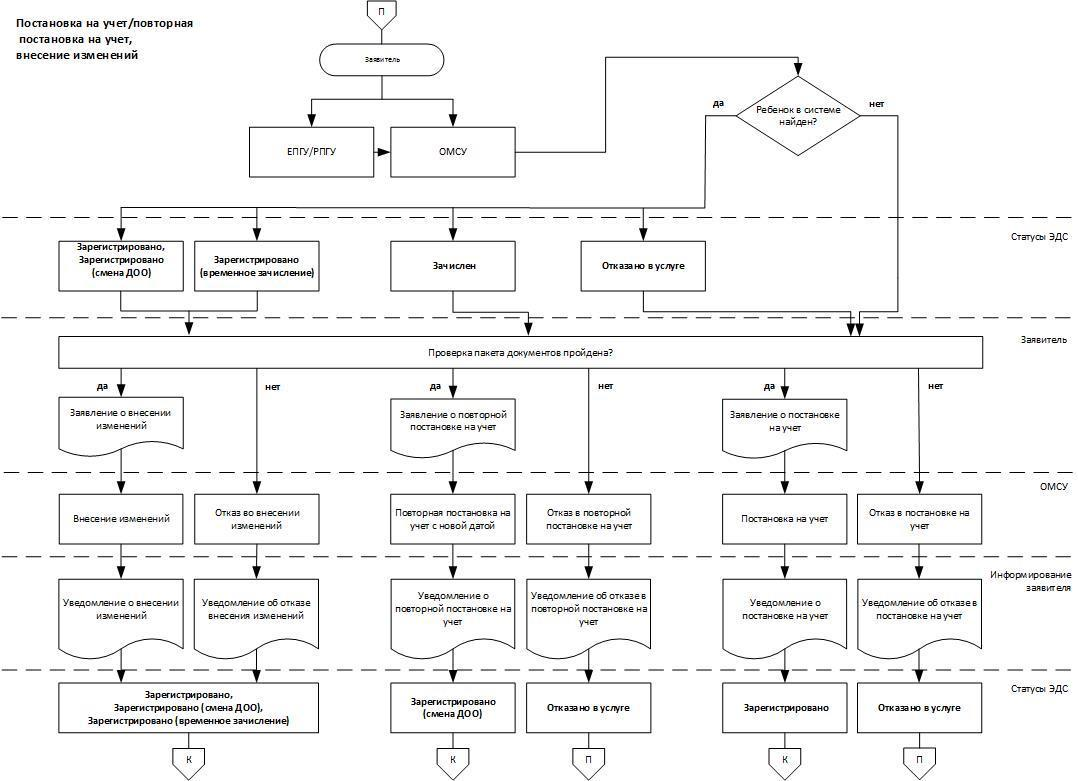 П
Постановка на учет/повторная
постановка на учет,
внесение изменений
Заявитель
ЕПГУ/РПГУ
ОМСУ
да
Ребенок в системе
найден?
нет
Статусы ЭДС
Зарегистрировано,
Зарегистрировано
(смена ДОО)
Зарегистрировано
(временное зачисление)
Зачислен
Отказано в услуге
Заявитель
Проверка пакета документов пройдена?
да
нет
да
нет
да
нет
Заявление о внесении
изменений
Заявление о повторной
постановке на учет
Заявление о постановке
на учет
ОМСУ
Внесение изменений
Отказ во внесении
изменений
Повторная постановка на
учет с новой датой
Отказ в повторной
постановке на учет
Постановка на учет
Отказ в постановке на
учет
Информирование
заявителя
Уведомление о внесении
изменений
Уведомление об отказе
внесения изменений
Уведомление о
повторной постановке на
учет
Уведомление об отказе в
повторной постановке на
учет
Уведомление о
постановке на учет
Уведомление об отказе в
постановке на учет
Статусы ЭДС
Зарегистрировано,
Зарегистрировано (смена ДОО),
Зарегистрировано (временное зачисление)
Зарегистрировано
(смена ДОО)
Отказано в услуге
Зарегистрировано
Отказано в услуге
К
К
П
К
П